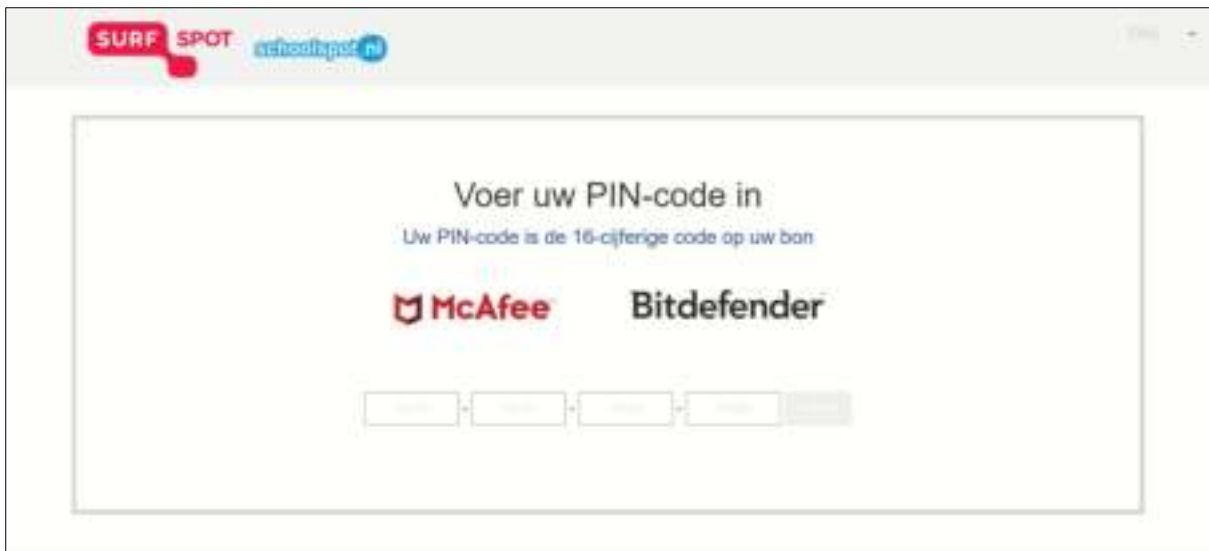 SURF SPOT schoolspot.nl
Voer uw PIN-code in
Uw PIN-code is de 16-cijferige code op uw bon
McAfee Bitdefender
- - -